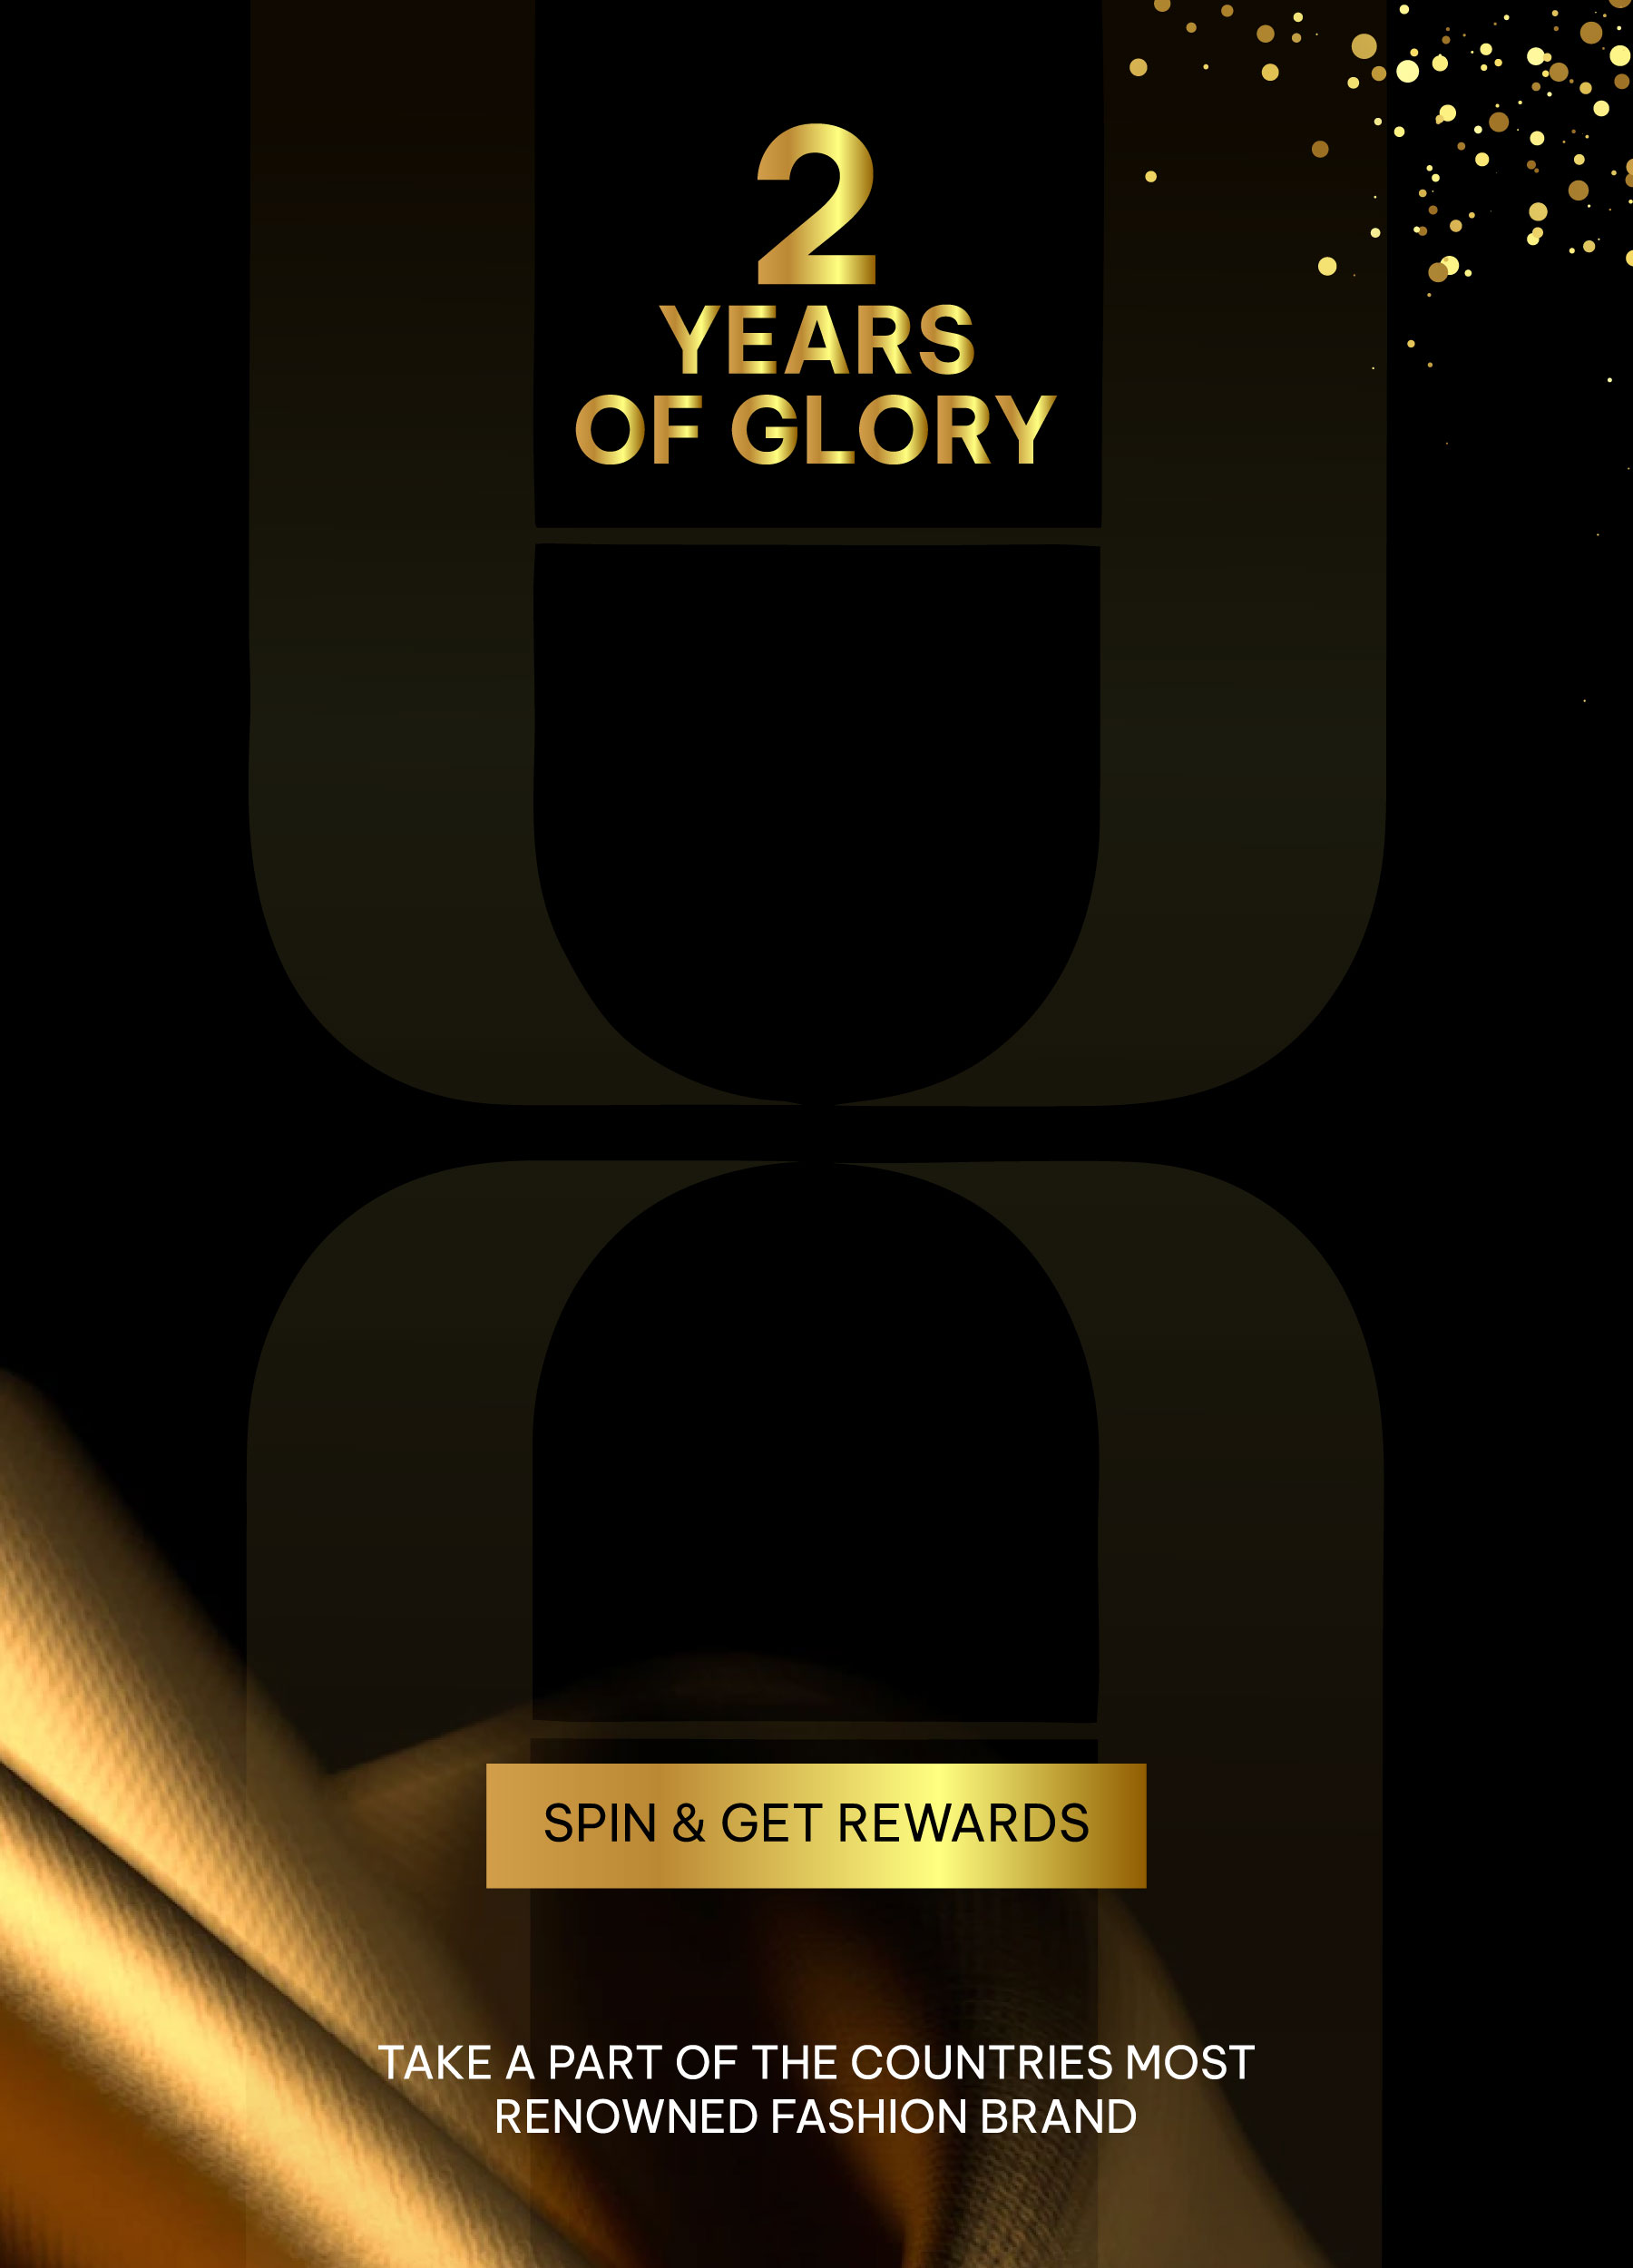 2
YEARS
OF GLORY
SPIN & GET REWARDS
TAKE A PART OF THE COUNTRIES MOST
RENOWNED FASHION BRAND